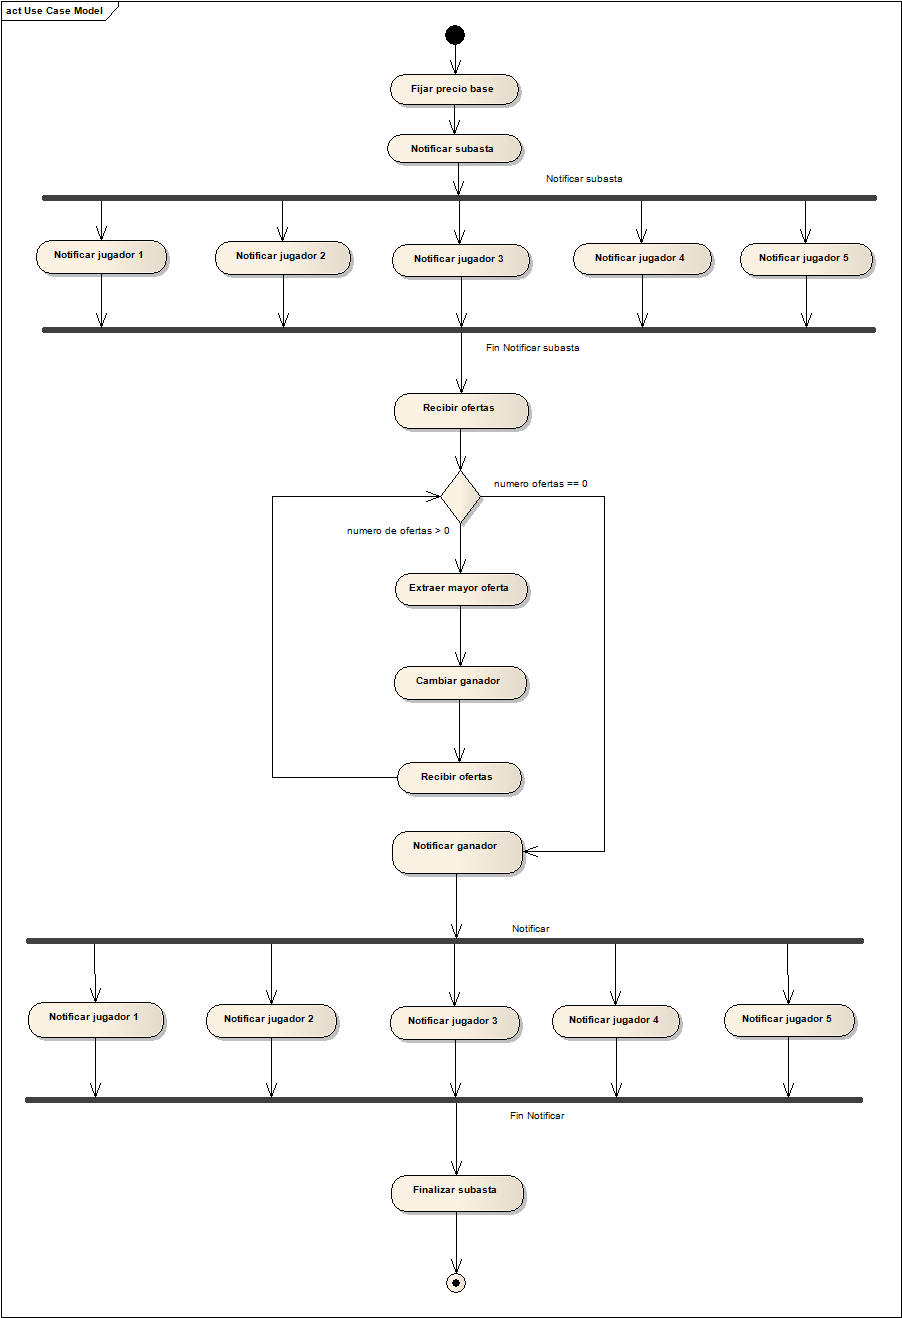 act Use Case Model
Fijar precio base
Notificar subasta
Notificar subasta
Notificar jugador 1
Notificar jugador 2
Notificar jugador 3
Notificar jugador 4
Notificar jugador 5
Fin Notificar subasta
Recibir ofertas
numero ofertas == 0
numero de ofertas > 0
Extraer mayor oferta
Cambiar ganador
Recibir ofertas
Notificar ganador
Notificar
Notificar jugador 1
Notificar jugador 2
Notificar jugador 3
Notificar jugador 4
Notificar jugador 5
Fin Notificar
Finalizar subasta